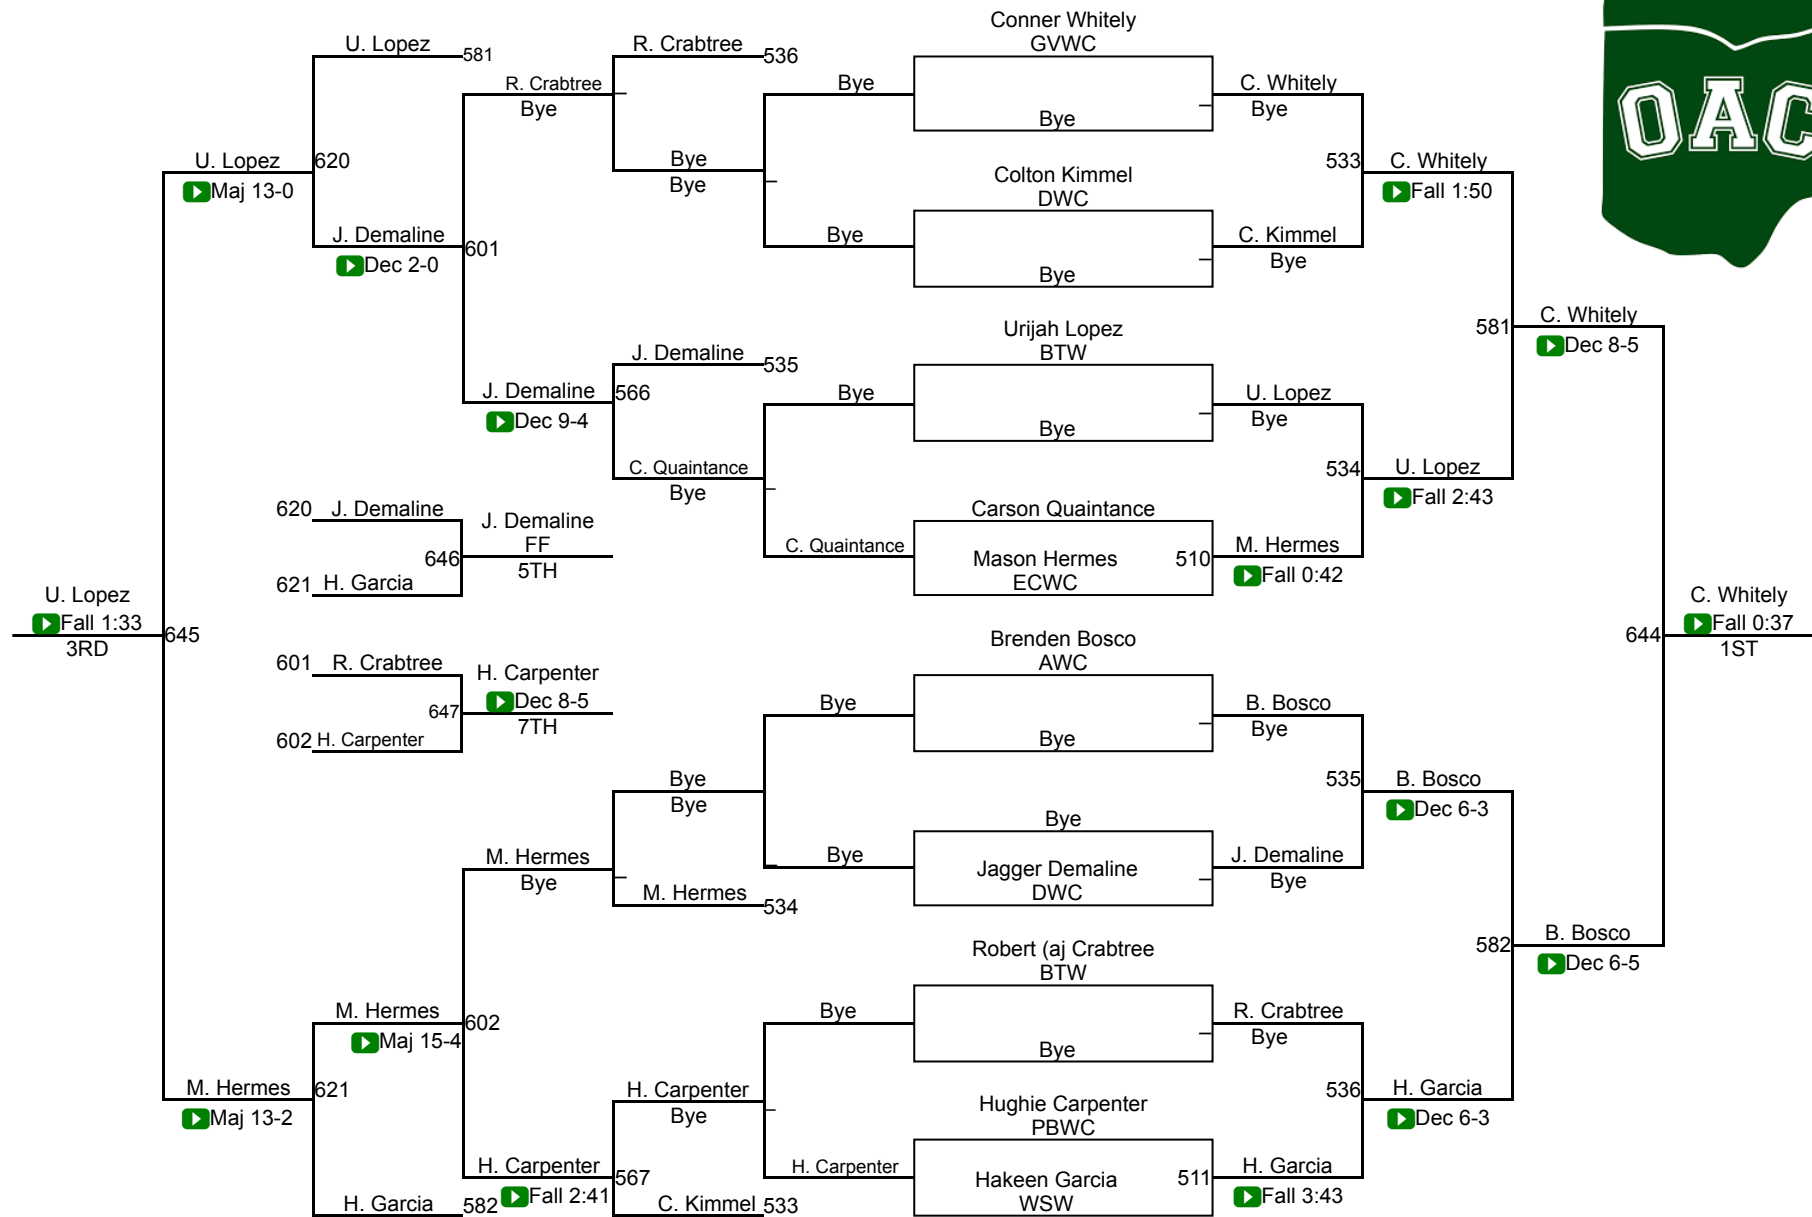 Conner Whitely
GVWC
Bye
C. Whitely
Bye
Colton Kimmel
DWC
Bye
C. Kimmel
Bye
533
C. Whitely
Fall 1:50
Urijah Lopez
BTW
Bye
U. Lopez
Bye
Carson Quaintance
Mason Hermes
ECWC
510
M. Hermes
Fall 0:42
534
U. Lopez
Fall 2:43
581
C. Whitely
Dec 8-5
Brenden Bosco
AWC
Bye
B. Bosco
Bye
Bye
Jagger Demaline
DWC
J. Demaline
Bye
535
B. Bosco
Dec 6-3
Robert (aj Crabtree
BTW
Bye
R. Crabtree
Bye
Hughie Carpenter
PBWC
Hakeen Garcia
WSW
511
H. Garcia
Fall 3:43
536
H. Garcia
Dec 6-3
582
B. Bosco
Dec 6-5
644
C. Whitely
Fall 0:37
1ST
OAC
Bye
Bye
Bye
Bye
R. Crabtree
536
R. Crabtree
Bye
Bye
C. Quaintance
C. Quaintance
Bye
J. Demaline
535
566
J. Demaline
Dec 9-4
601
J. Demaline
Dec 2-0
U. Lopez
581
620
U. Lopez
Maj 13-0
620
J. Demaline
621
H. Garcia
646
J. Demaline
FF
5TH
601
R. Crabtree
602
H. Carpenter
647
H. Carpenter
Dec 8-5
7TH
Bye
Bye
Bye
Bye
M. Hermes
534
M. Hermes
Bye
Bye
H. Carpenter
H. Carpenter
Bye
C. Kimmel
533
567
H. Carpenter
Fall 2:41
602
M. Hermes
Maj 15-4
H. Garcia
582
621
M. Hermes
Maj 13-2
645
U. Lopez
Fall 1:33
3RD